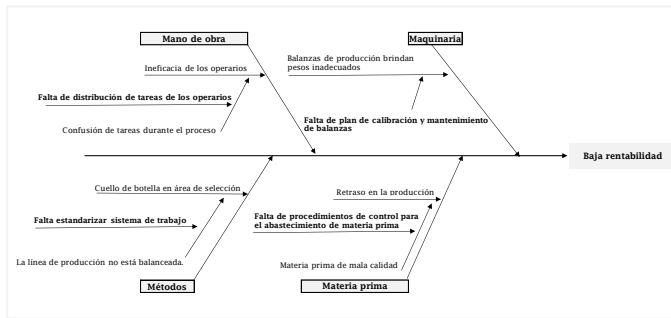 Mano de obra
Maquinaria
Ineficacia de los operarios
Balanzas de producción brindan
pesos inadecuados
Falta de distribución de tareas de los operarios
Falta de plan de calibración y mantenimiento
de balanzas
Confusión de tareas durante el proceso
Baja rentabilidad
Cuello de botella en área de selección
Retraso en la producción
Falta estandarizar sistema de trabajo
Falta de procedimientos de control para
el abastecimiento de materia prima
La línea de producción no está balanceada.
Materia prima de mala calidad
Métodos
Materia prima